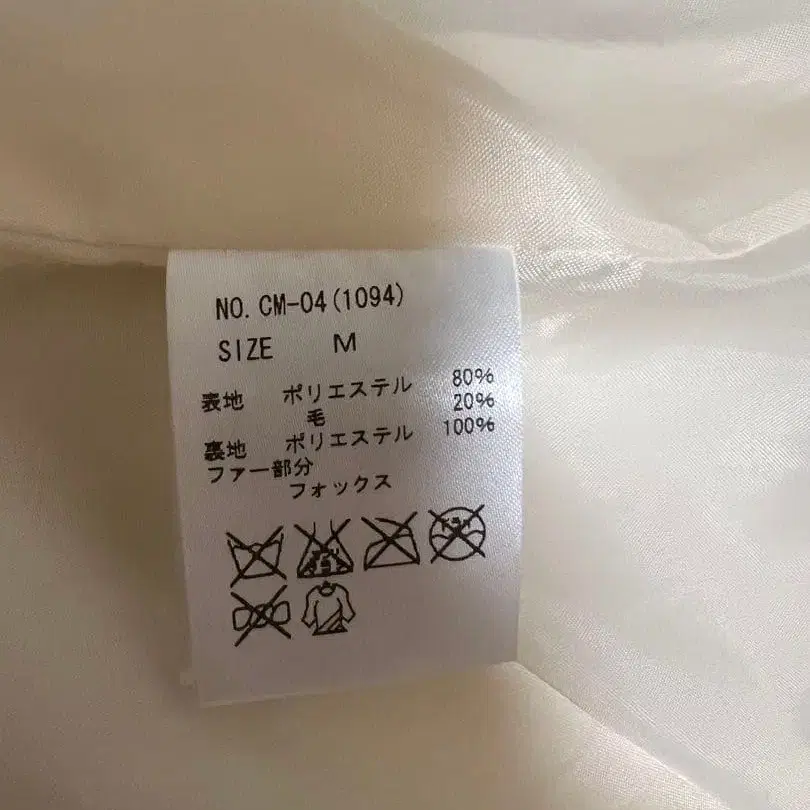 NO. CM-04(1094)
SIZE M
表地 ポリエステル 80%
毛 20%
裏地 ポリエステル 100%
ファー部分
フォックス